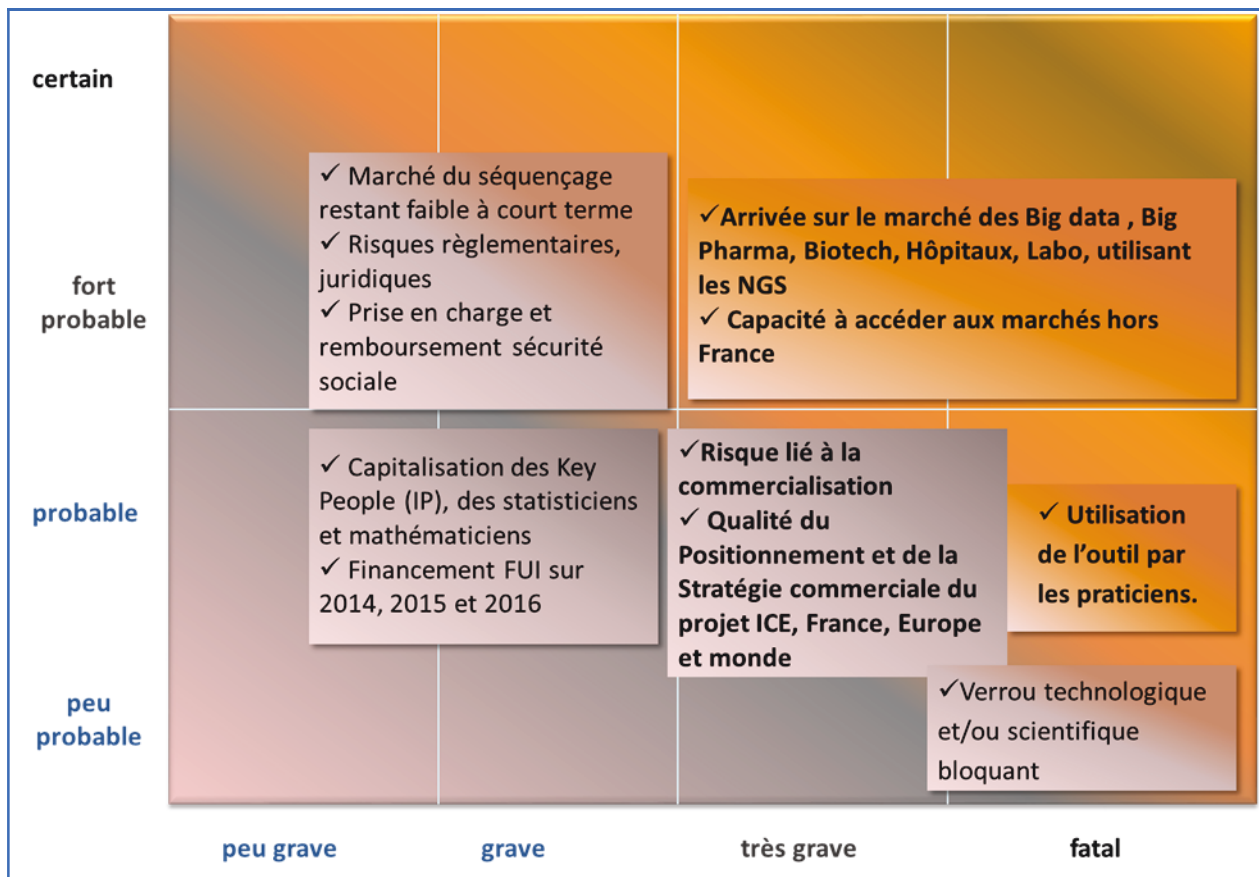 certain
✓ Marché du séquençage
restant faible à court terme
✓ Risques règlementaires,
juridiques
✓ Prise en charge et
remboursement sécurité
sociale
✓Arrivée sur le marché des Big data , Big
Pharma, Biotech, Hôpitaux, Labo, utilisant
les NGS
✓ Capacité à accéder aux marchés hors
France
fort
probable
✓ Capitalisation des Key
People (IP), des statisticiens
et mathématiciens
✓ Financement FUI sur
2014, 2015 et 2016
✓Risque lié à la
commercialisation
✓ Qualité du
Positionnement et de la
Stratégie commerciale du
projet ICE, France, Europe
et monde
✓ Utilisation
de l’outil par
les praticiens.
probable
✓Verrou technologique
et/ou scientifique
bloquant
peu
probable
peu grave
grave
très grave
fatal